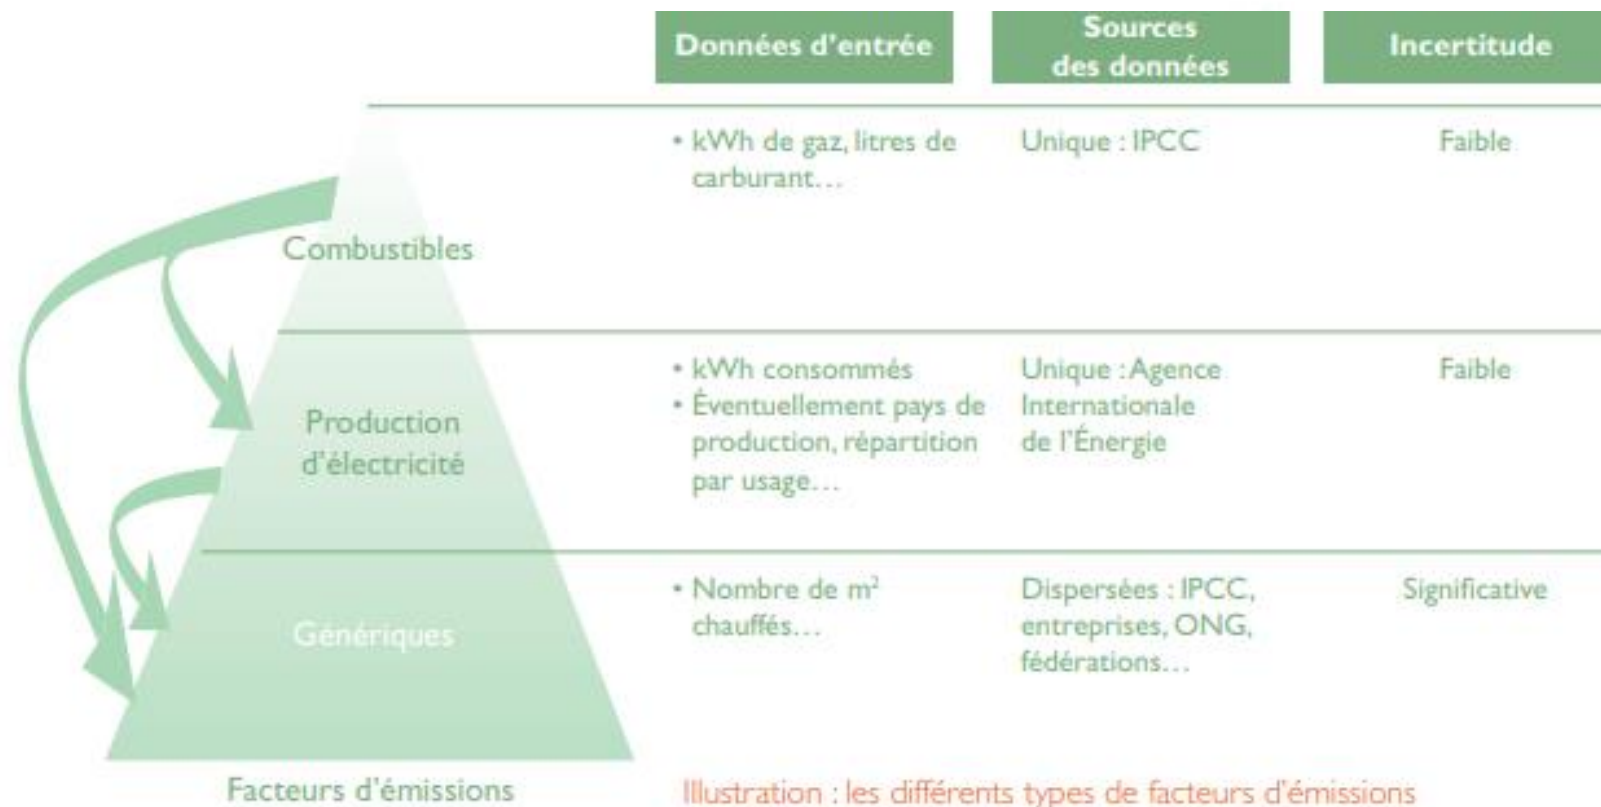 Données d'entrée
Sources
des données
Incertitude
Combustibles
• kWh de gaz, litres de
carburant…
Unique : IPCC
Faible
Production
d'électricité
• kWh consommés
• Éventuellement pays de
production, répartition
par usage…
Unique : Agence
Internationale
de l'Énergie
Faible
Génériques
• Nombre de m²
chauffés…
Dispersées : IPCC,
entreprises, ONG,
fédérations…
Significative
Facteurs d'émissions
Illustration : les différents types de facteurs d'émissions